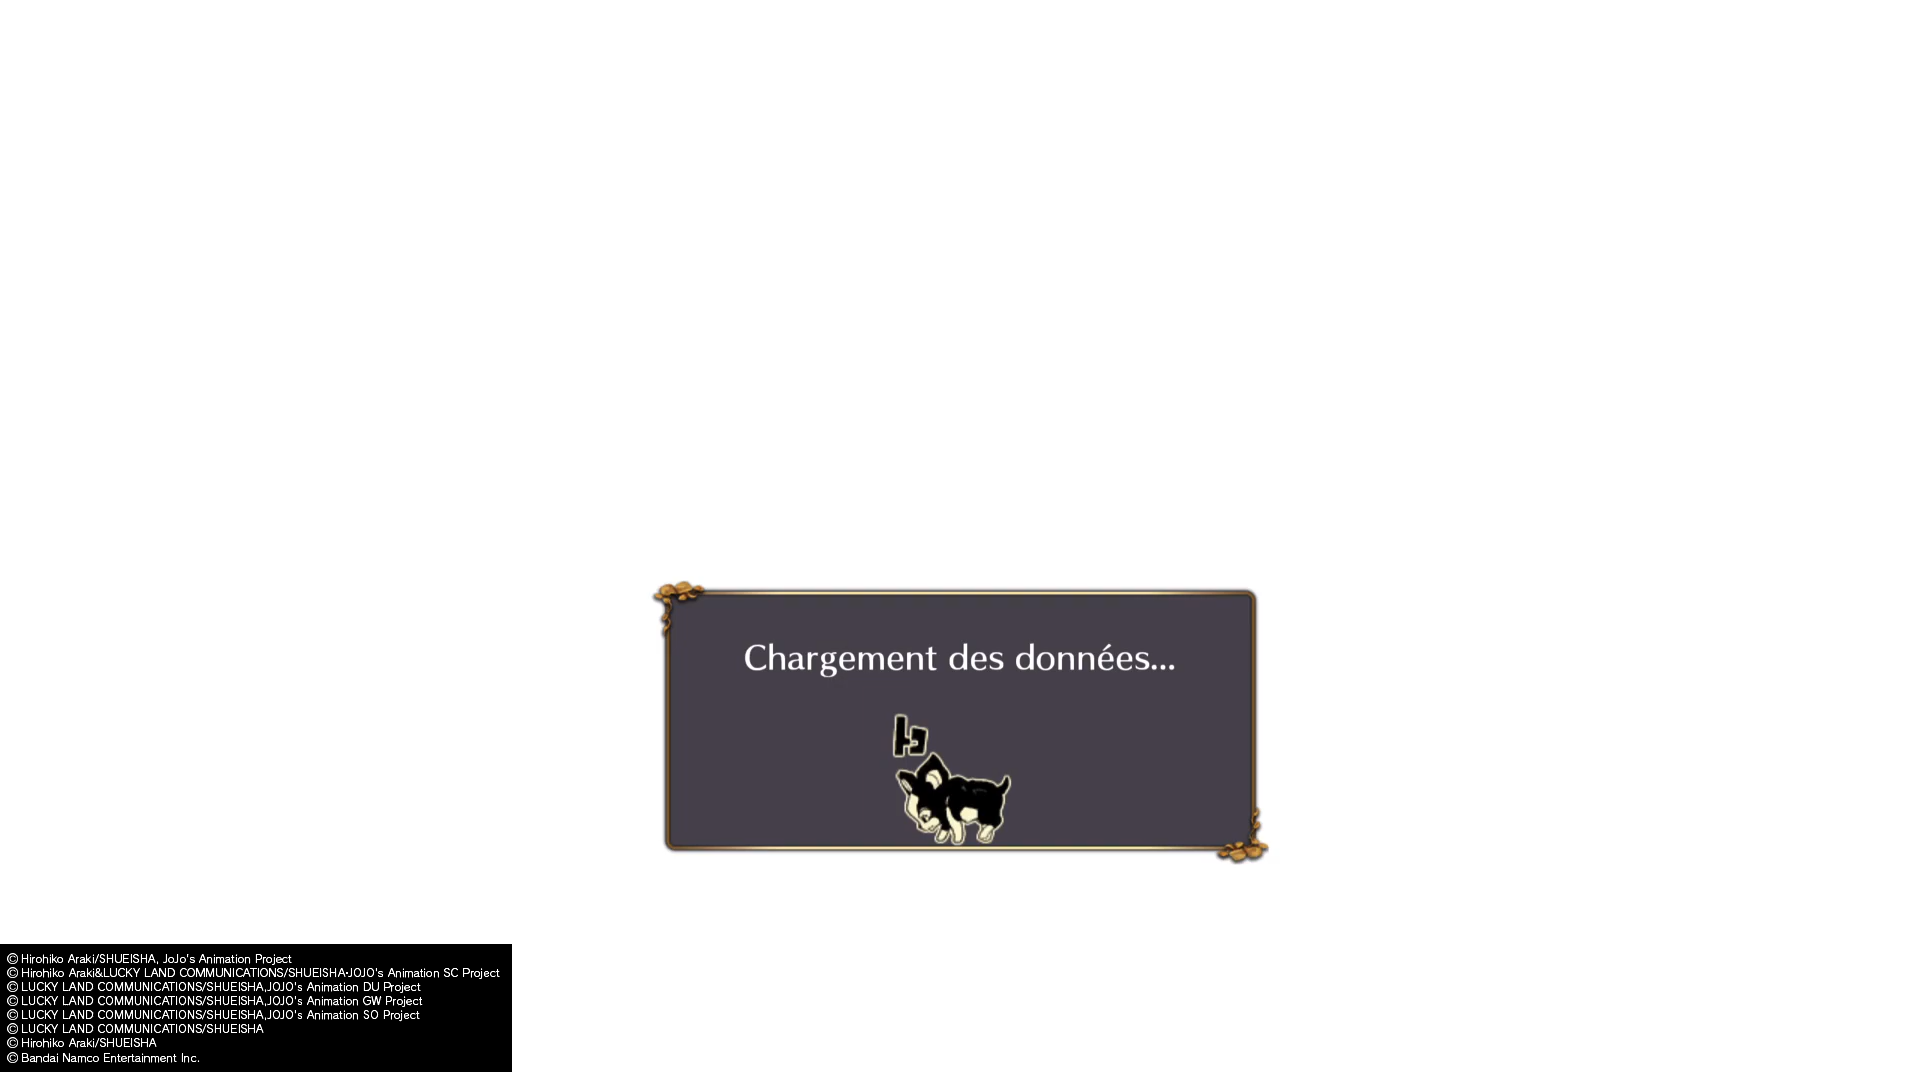 Chargement des données...
トコ
© Hirohiko Araki/SHUEISHA, JoJo's Animation Project
© Hirohiko Araki&LUCKY LAND COMMUNICATIONS/SHUEISHA•JOJO's Animation SC Project
© LUCKY LAND COMMUNICATIONS/SHUEISHA,JOJO's Animation DU Project
© LUCKY LAND COMMUNICATIONS/SHUEISHA,JOJO's Animation GW Project
© LUCKY LAND COMMUNICATIONS/SHUEISHA,JOJO's Animation SO Project
© LUCKY LAND COMMUNICATIONS/SHUEISHA
© Hirohiko Araki/SHUEISHA
© Bandai Namco Entertainment Inc.